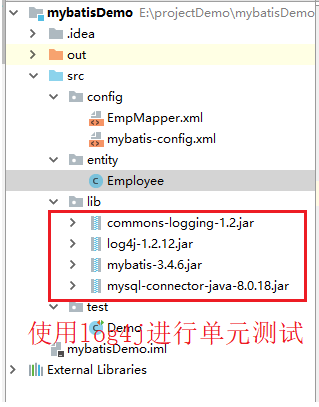 mybatisDemo E:\projectDemo\mybatisDemo
.idea
out
src
config
EmpMapper.xml
mybatis-config.xml
entity
Employee
lib
commons-logging-1.2.jar
log4j-1.2.12.jar
mybatis-3.4.6.jar
mysql-connector-java-8.0.18.jar
test
Demo
使用log4j进行单元测试
mybatisDemo.iml
External Libraries